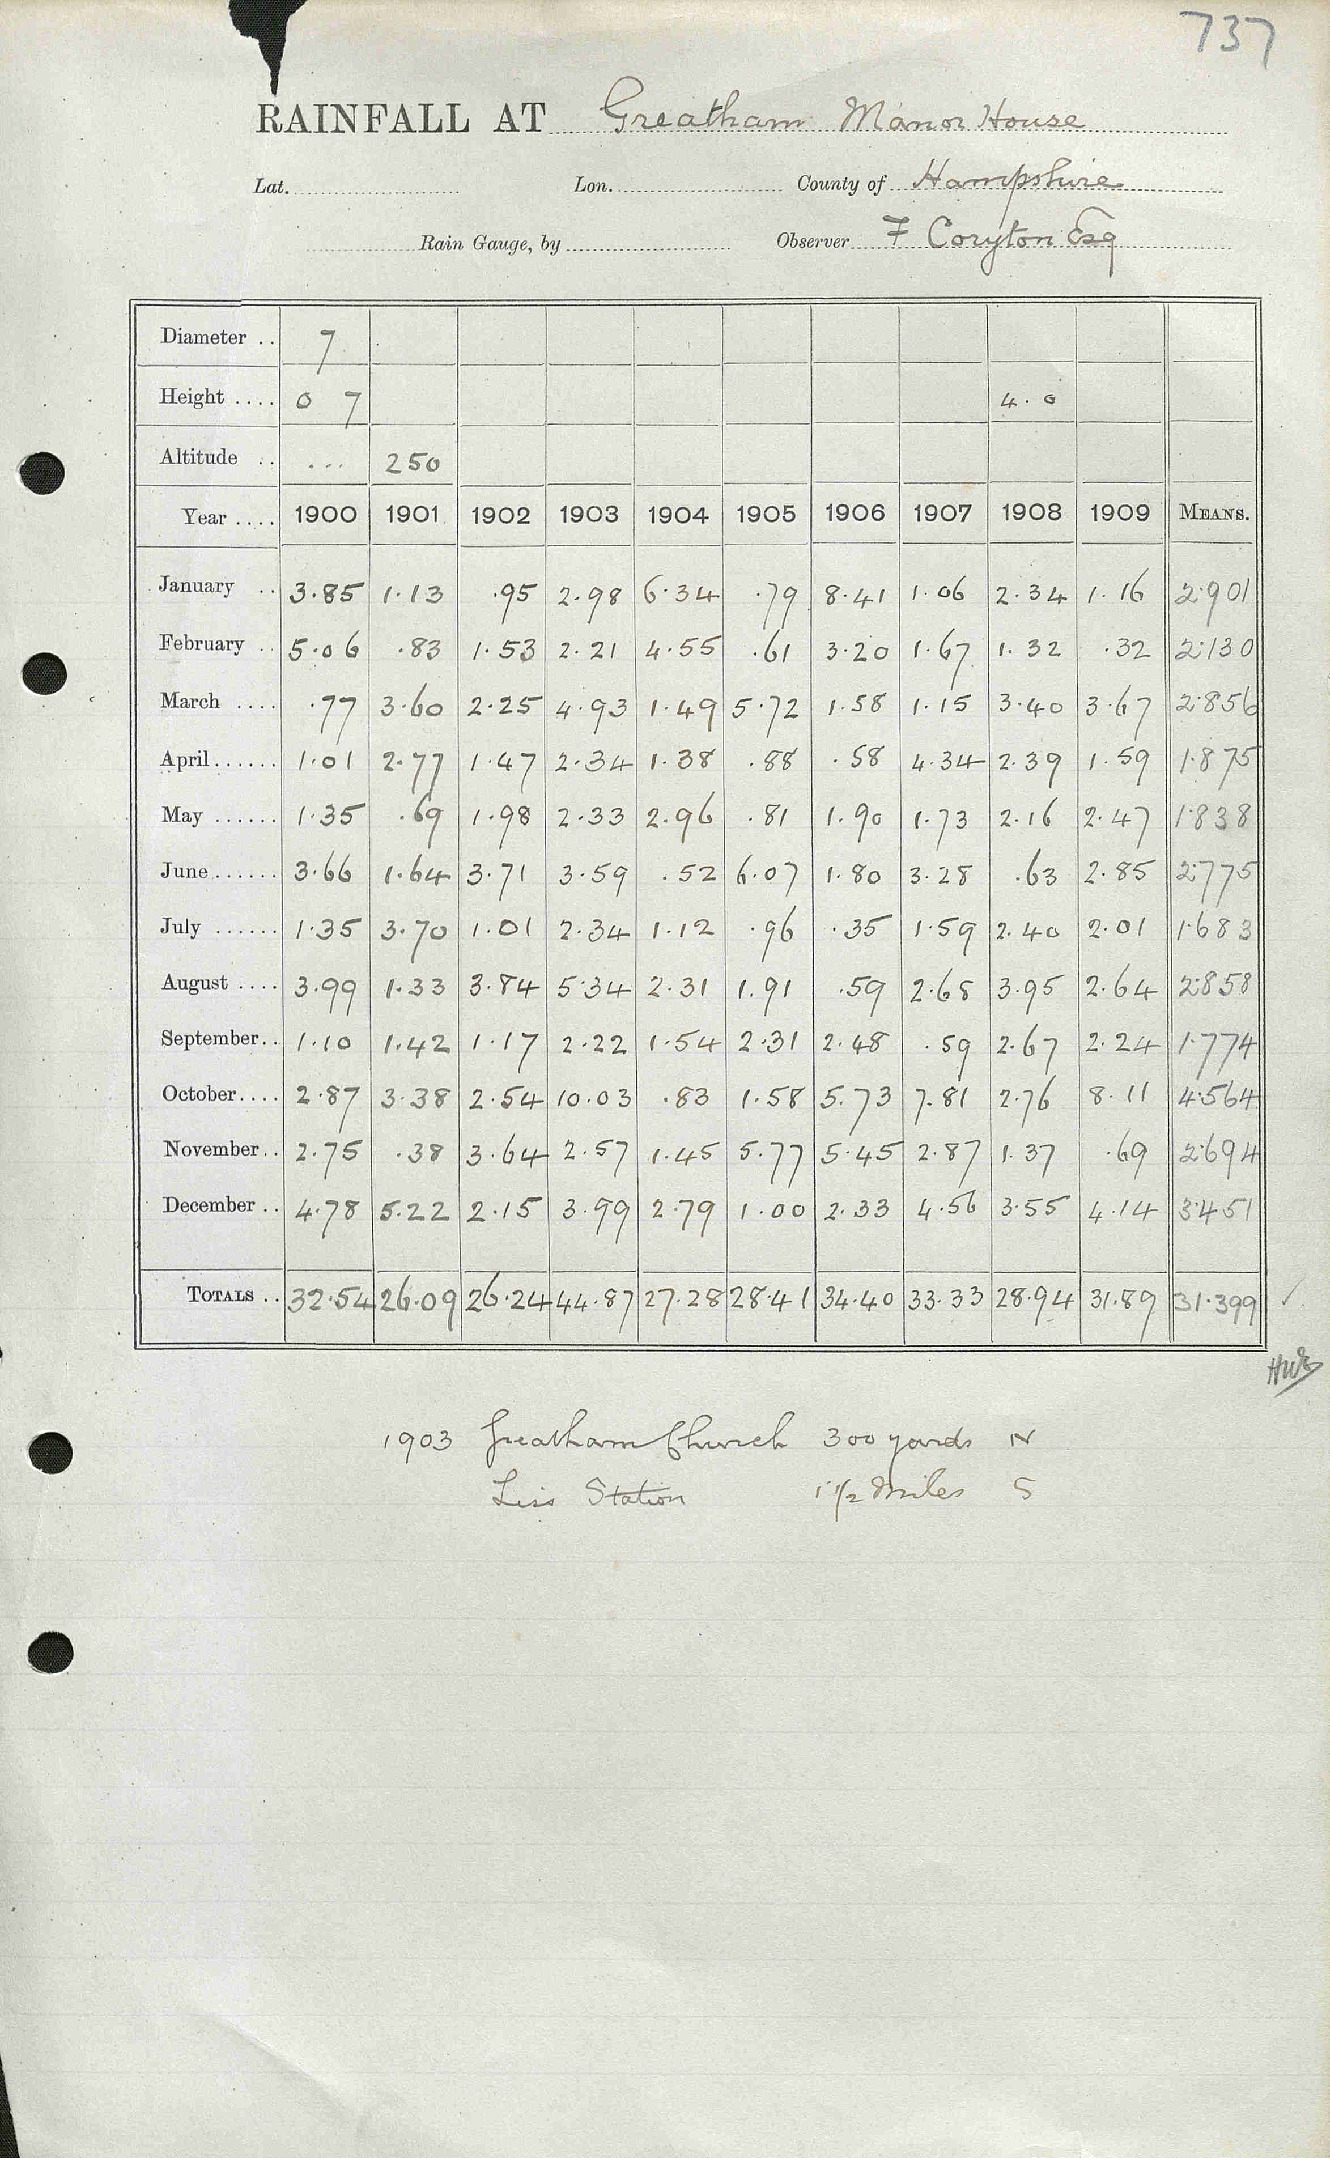 737
RAINFALL AT Greatham Manor House
Lat. Lon. County of Hampshire
Rain Gauge, by Observer F Coryton Esq
Diameter .. 7
Height .... 0 7 4.0
Altitude .. ... 250
Year .... 1900 1901 1902 1903 1904 1905 1906 1907 1908 1909 MEANS.
January .. 3.85 1.13 .95 2.98 6.34 .79 8.41 1.06 2.34 1.16 2.901
February .. 5.06 .83 1.53 2.21 4.55 .61 3.20 1.67 1.32 .32 2.130
March .... .77 3.60 2.25 4.93 1.49 5.72 1.58 1.15 3.40 3.67 2.856
April...... 1.01 2.77 1.47 2.34 1.38 .88 .58 4.34 2.39 1.59 1.875
May ...... 1.35 .69 1.98 2.33 2.96 .81 1.90 1.73 2.16 2.47 1.838
June...... 3.66 1.64 3.71 3.59 .52 6.07 1.80 3.28 .63 2.85 2.775
July ...... 1.35 3.70 1.01 2.34 1.12 .96 .35 1.59 2.40 2.01 1.683
August .... 3.99 1.33 3.84 5.34 2.31 1.91 .59 2.68 3.95 2.64 2.858
September.. 1.10 1.42 1.17 2.22 1.54 2.31 2.48 .59 2.67 2.24 1.774
October.... 2.87 3.38 2.54 10.03 .83 1.58 5.73 7.81 2.76 8.11 4.564
November.. 2.75 .38 3.64 2.57 1.45 5.77 5.45 2.87 1.37 .69 2.694
December .. 4.78 5.22 2.15 3.99 2.79 1.00 2.33 4.56 3.55 4.14 3.451
TOTALS .. 32.54 26.09 26.24 44.87 27.28 28.41 34.40 33.33 28.94 31.89 31.399 ✓
1903 Greatham Church 300 yards N
Liss Station 1 1/2 Miles S